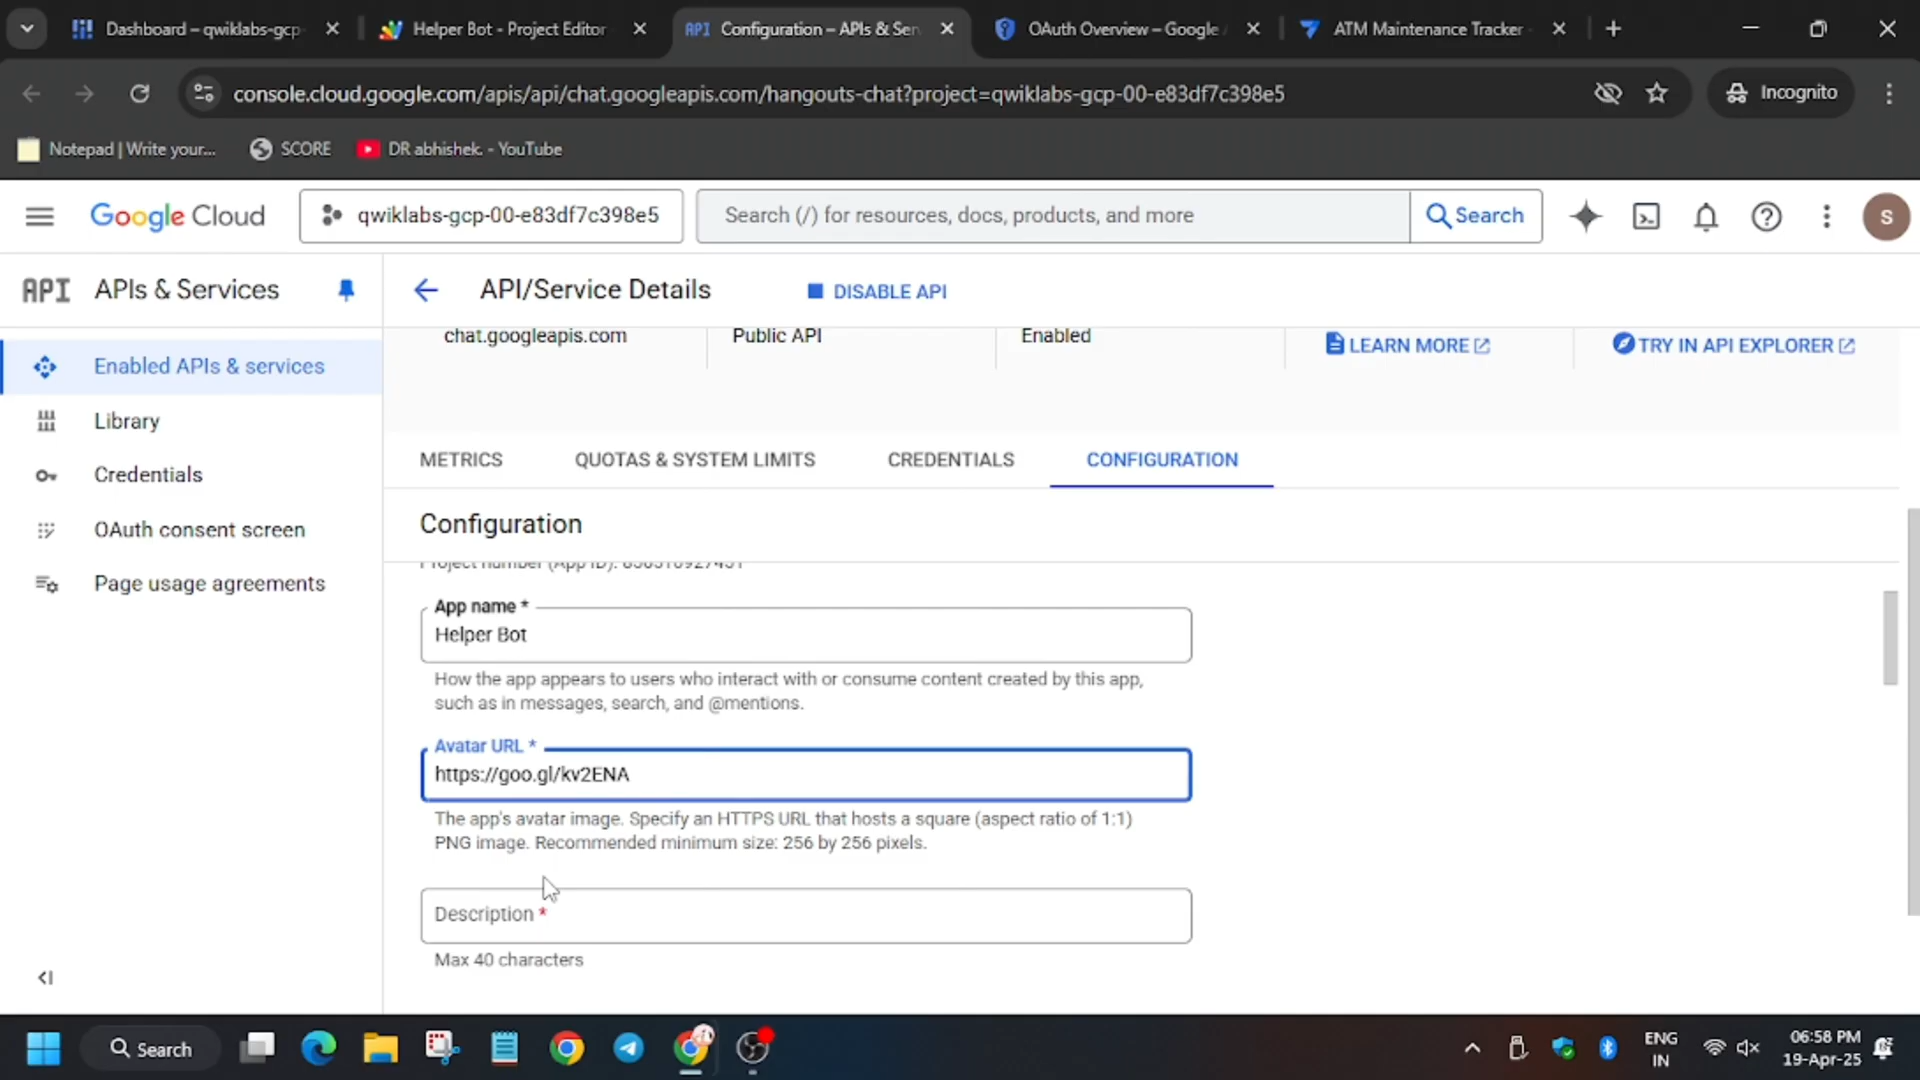 Dashboard – qwiklabs-gcp-
Helper Bot - Project Editor
API Configuration – APIs & Ser
OAuth Overview – Google
ATM Maintenance Tracker
console.cloud.google.com/apis/api/chat.googleapis.com/hangouts-chat?project=qwiklabs-gcp-00-e83df7c398e5
Incognito
Notepad | Write your...
SCORE
DR abhishek. - YouTube
Google Cloud
qwiklabs-gcp-00-e83df7c398e5
Search (/) for resources, docs, products, and more
Search
S
API APIs & Services
API/Service Details
DISABLE API
chat.googleapis.com
Public API
Enabled
LEARN MORE
TRY IN API EXPLORER
Enabled APIs & services
Library
Credentials
OAuth consent screen
Page usage agreements
METRICS
QUOTAS & SYSTEM LIMITS
CREDENTIALS
CONFIGURATION
Configuration
App name *
Helper Bot
How the app appears to users who interact with or consume content created by this app,
such as in messages, search, and @mentions.
Avatar URL *
https://goo.gl/kv2ENA
The app's avatar image. Specify an HTTPS URL that hosts a square (aspect ratio of 1:1)
PNG image. Recommended minimum size: 256 by 256 pixels.
Description *
Max 40 characters
Search
ENG
IN
06:58 PM
19-Apr-25